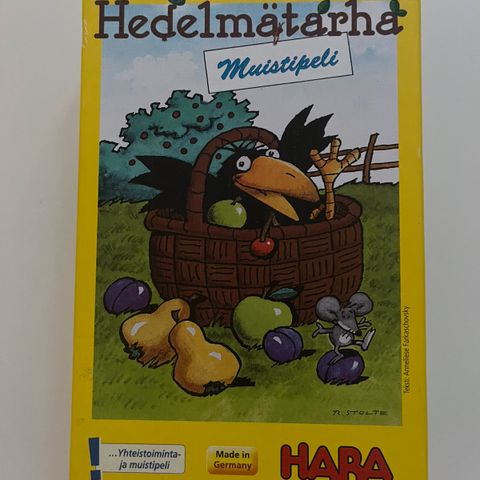 Hedelmätarha
Muistipeli
Teksti: Anneliese Farkaschovsky
R. STOLTE
! ...Yhteistoiminta-
ja muistipeli
Made in
Germany
HABA